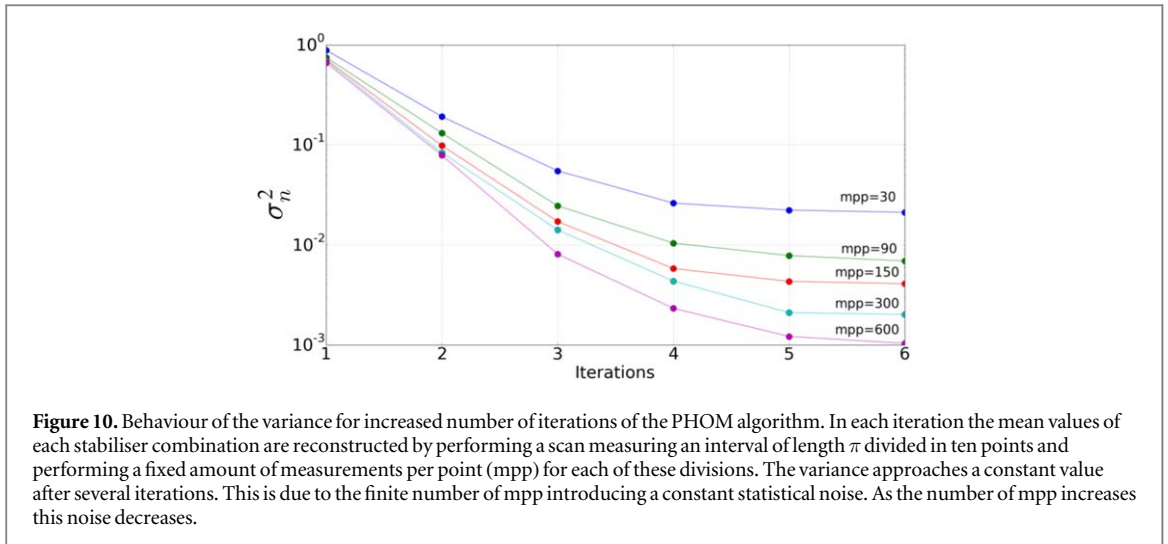 10⁰
10⁻¹
10⁻²
10⁻³
σₙ²
mpp=30
mpp=90
mpp=150
mpp=300
mpp=600
1 2 3 4 5 6
Iterations
Figure 10. Behaviour of the variance for increased number of iterations of the PHOM algorithm. In each iteration the mean values of
each stabiliser combination are reconstructed by performing a scan measuring an interval of length π divided in ten points and
performing a fixed amount of measurements per point (mpp) for each of these divisions. The variance approaches a constant value
after several iterations. This is due to the finite number of mpp introducing a constant statistical noise. As the number of mpp increases
this noise decreases.